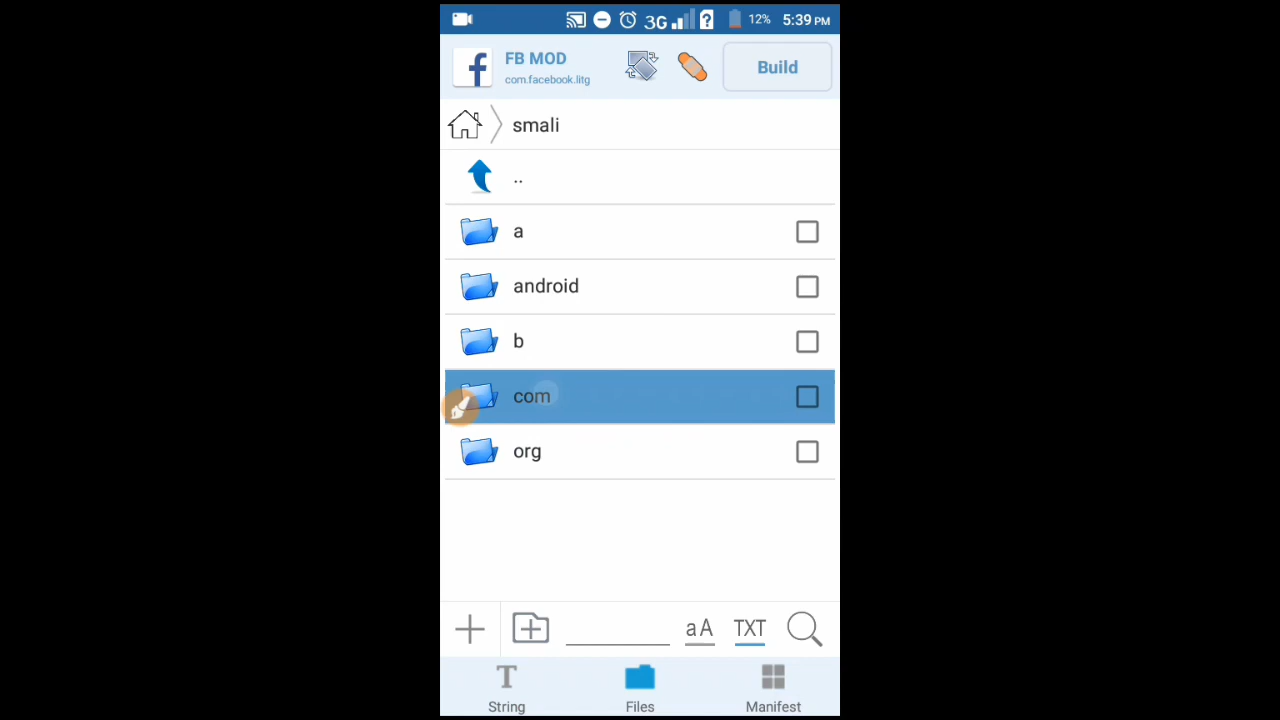 3G ? 12% 5:39 PM
f FB MOD
com.facebook.litg
Build
smali
..
a
android
b
com
org
aA TXT
T
String Files Manifest